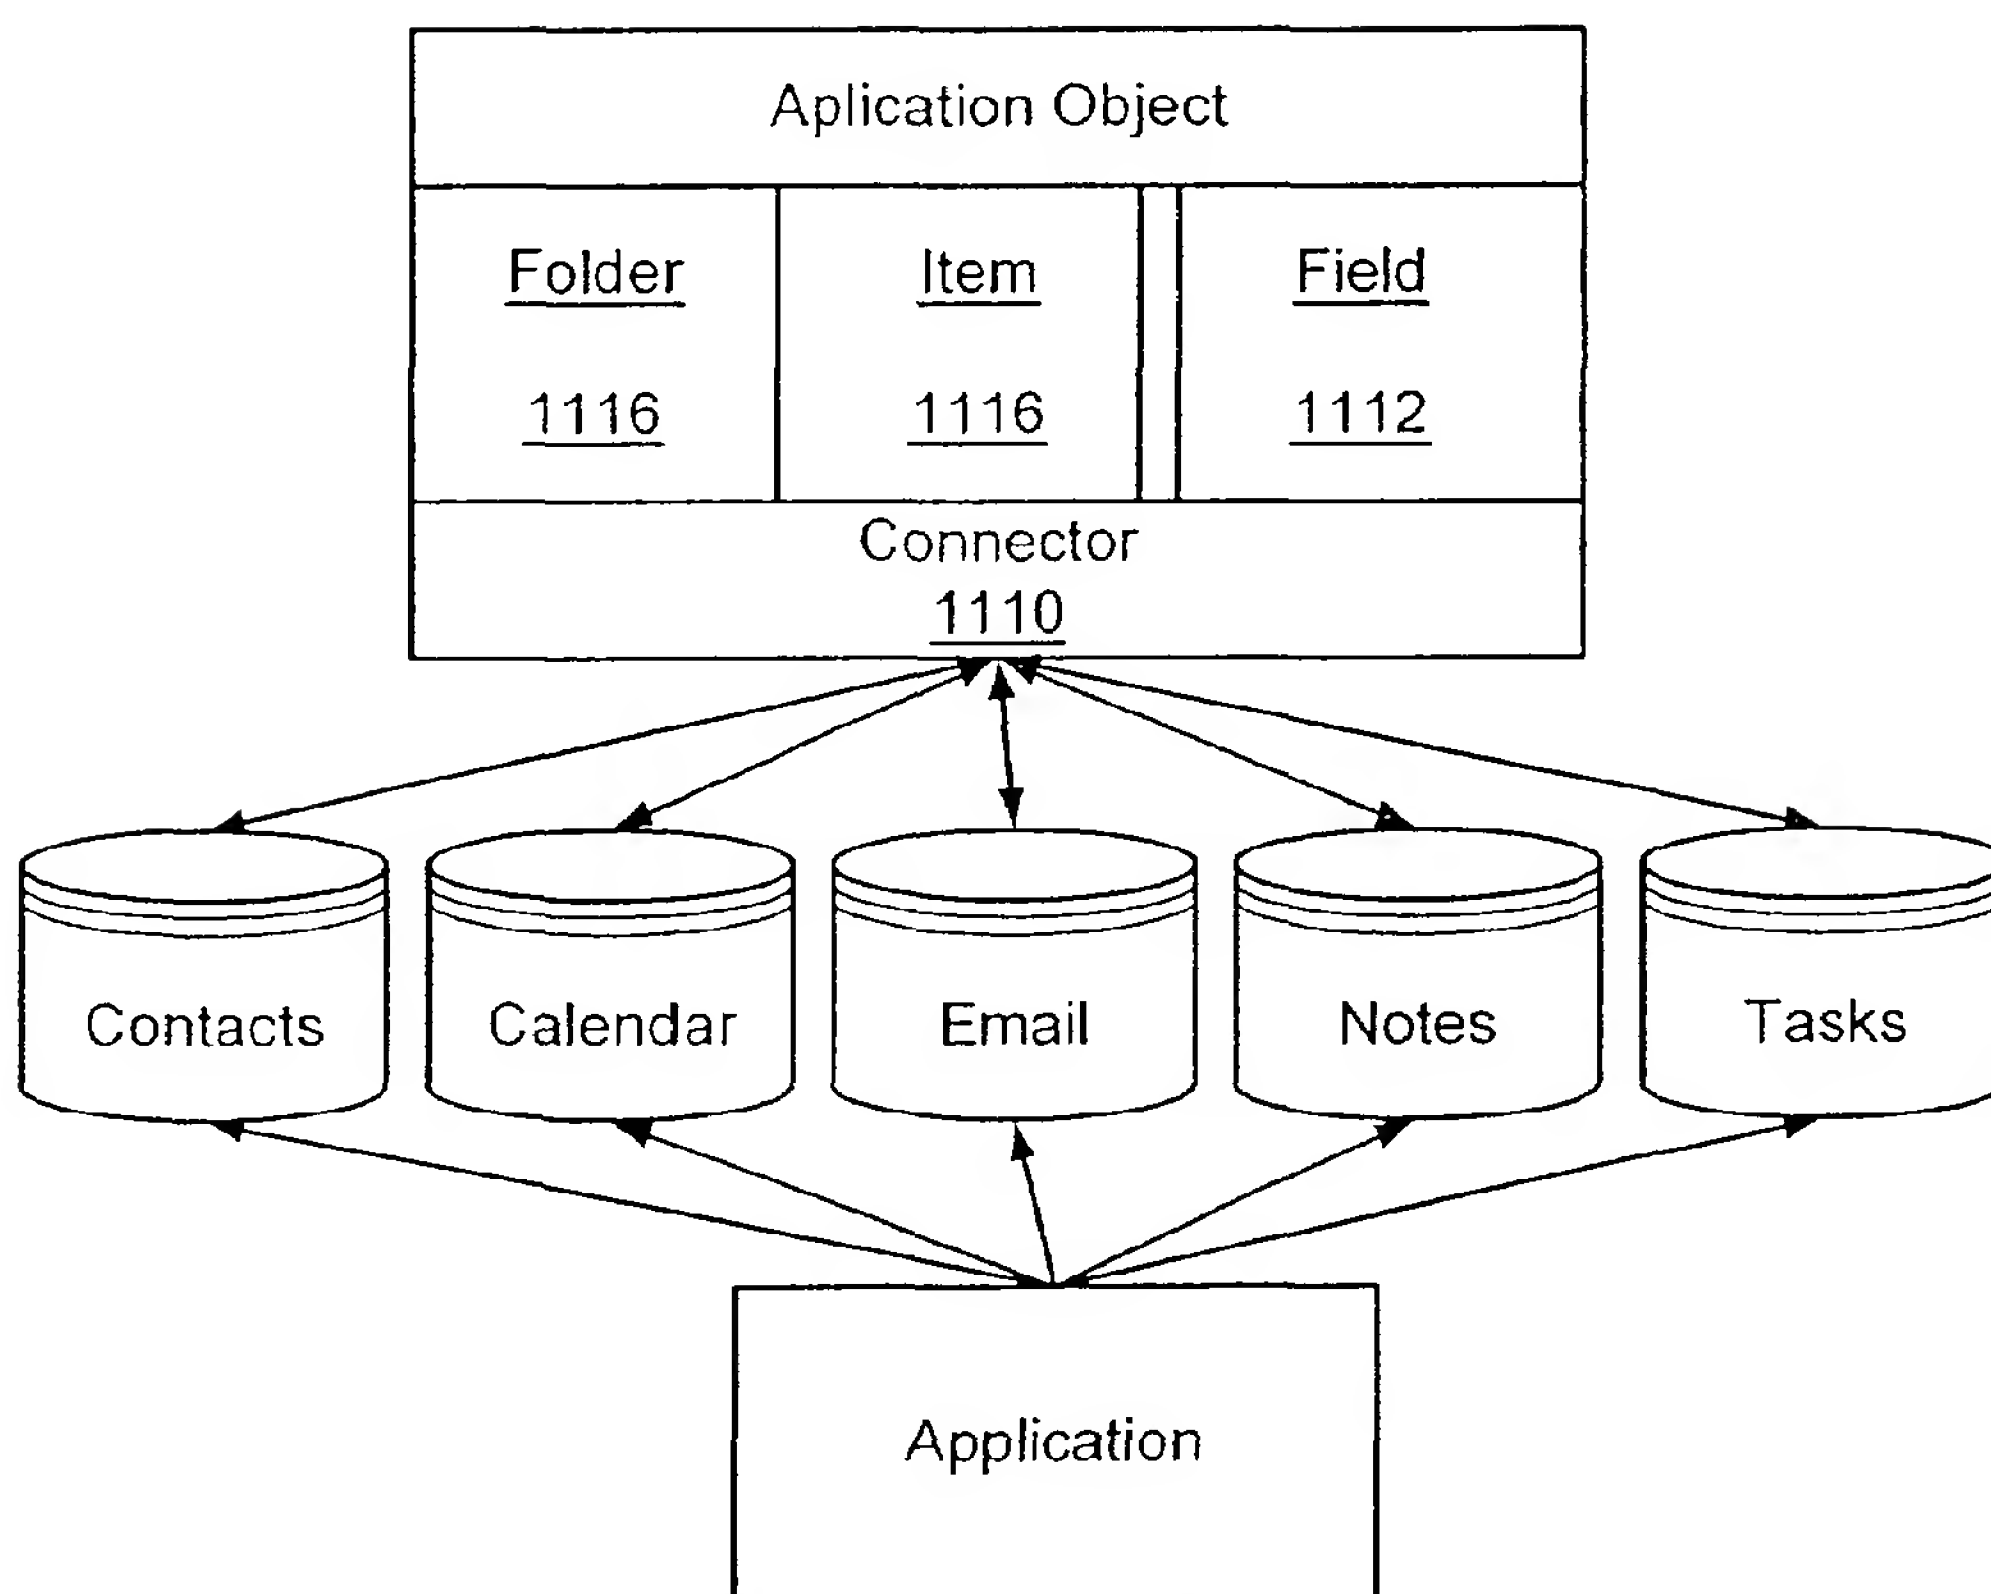 Aplication Object
Folder Item Field
1116 1116 1112
Connector
1110
Contacts Calendar Email Notes Tasks
Application